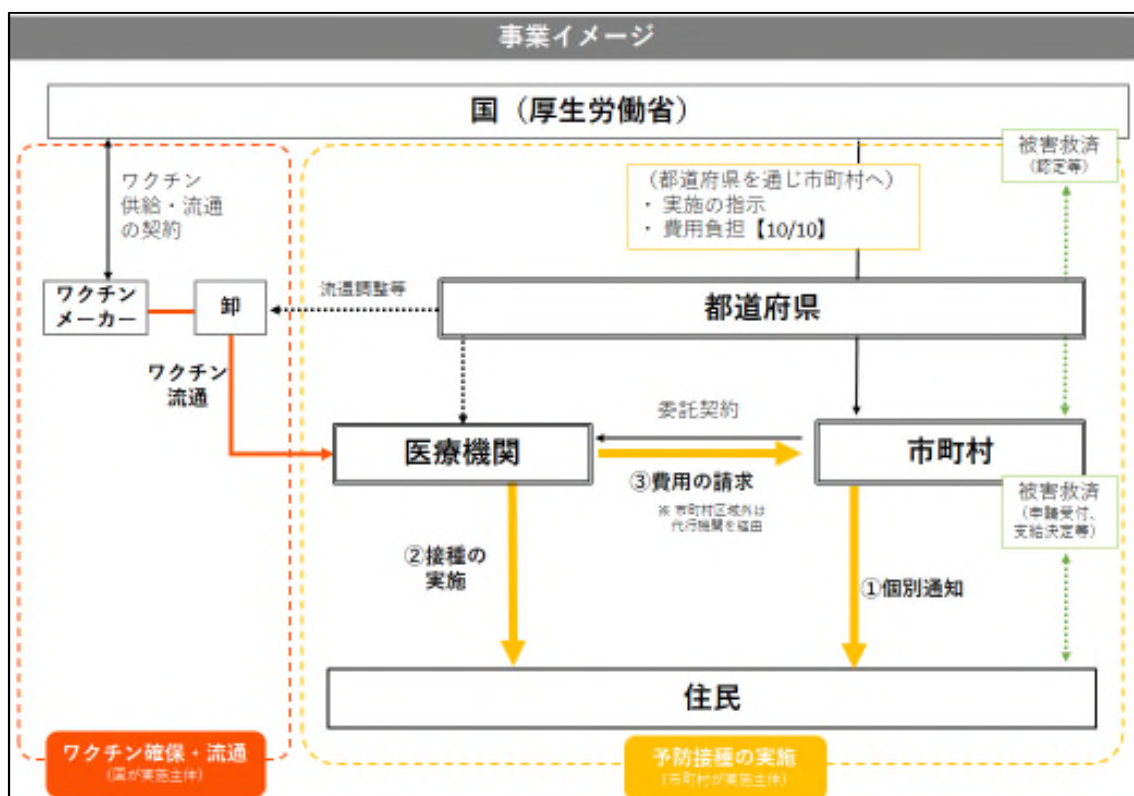 事業イメージ
国（厚生労働省）
被害救済
（認定等）
ワクチン
供給・流通
の契約
（都道府県を通じ市町村へ）
・ 実施の指示
・ 費用負担【10/10】
ワクチン
メーカー
卸
流通調整等
都道府県
ワクチン
流通
委託契約
医療機関
市町村
③費用の請求
※ 市町村区域外は
代行機関を経由
被害救済
（申請受付、
支給決定等）
②接種の
実施
①個別通知
住民
ワクチン確保・流通
（国が実施主体）
予防接種の実施
（市町村が実施主体）